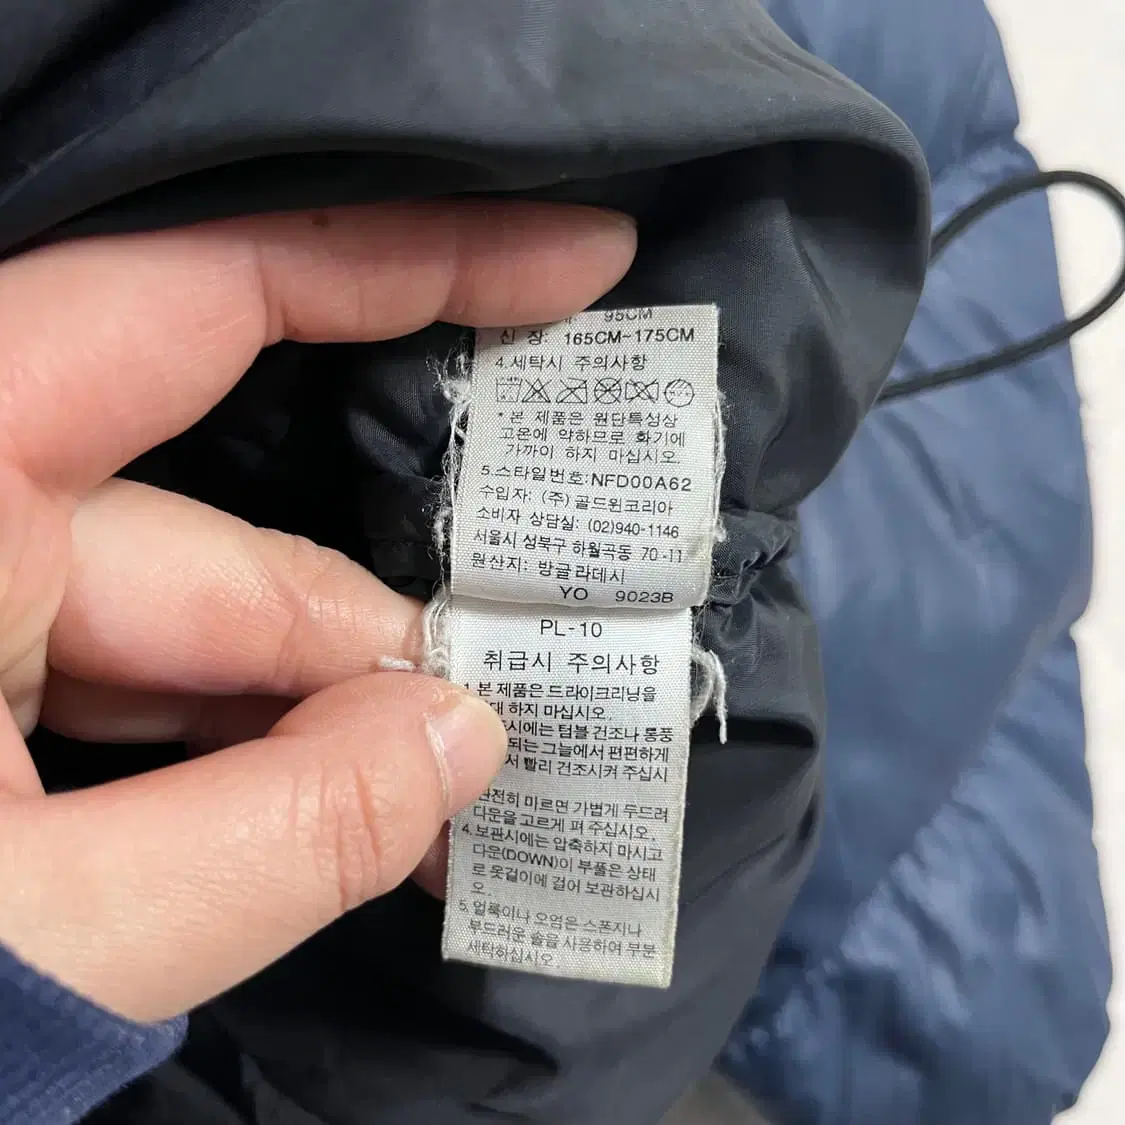 95CM
신 장: 165CM~175CM
4.세탁시 주의사항
* 본 제품은 원단특성상
고온에 약하므로 화기에
가까이 하지 마십시오.
5.스타일번호:NFD00A62
수입자: (주)골드윈코리아
소비자 상담실: (02)940-1146
서울시 성북구 하월곡동 70-11
원산지: 방글라데시
YO 9023B
PL-10
취급시 주의사항
1. 본 제품은 드라이크리닝을
하지 마십시오.
텀블 건조나 통풍
되는 그늘에서 편편하게
빨리 건조시켜 주십시
마르면 가볍게 두드려
다운을 고르게 펴 주십시오.
4. 보관시에는 압축하지 마시고
다운(DOWN)이 부풀은 상태
로 옷걸이에 걸어 보관하십시
오.
5. 얼룩이나 오염은 스폰지나
부드러운 솔을 사용하여 부분
세탁하십시오.